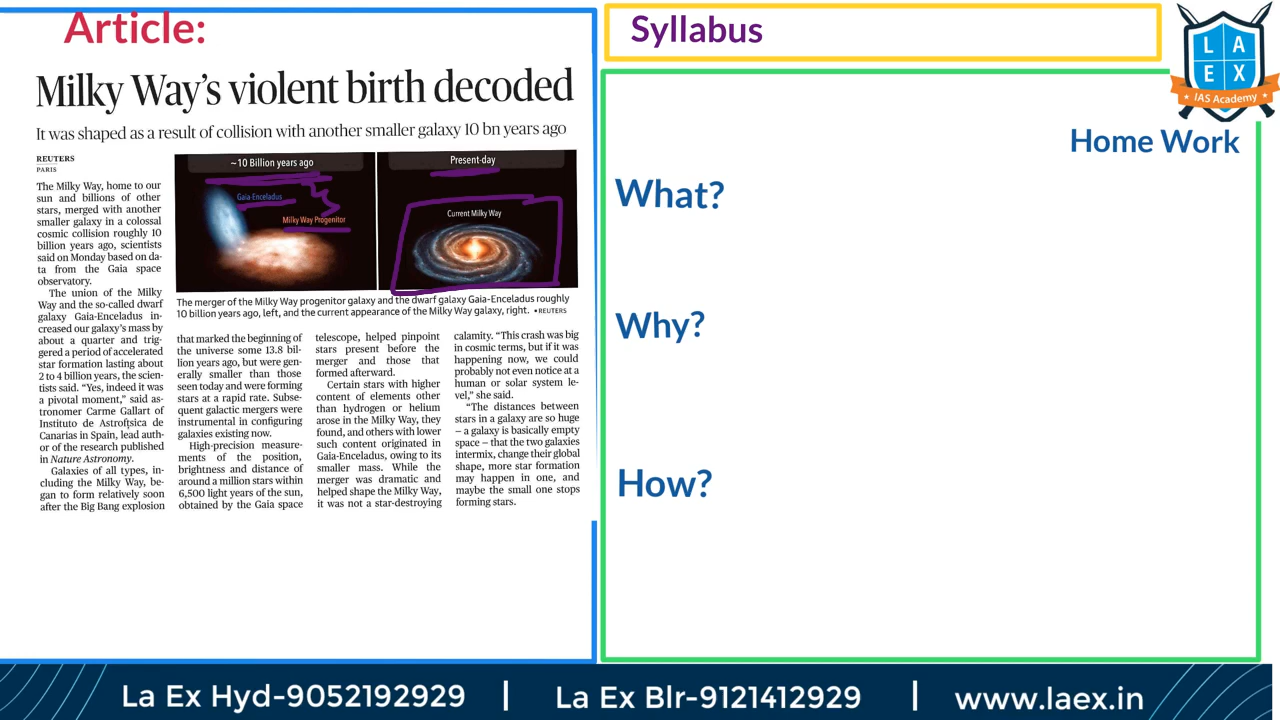 Article:
Milky Way's violent birth decoded
It was shaped as a result of collision with another smaller galaxy 10 bn years ago
REUTERS
PARIS
The Milky Way, home to our
sun and billions of other
stars, merged with another
smaller galaxy in a colossal
cosmic collision roughly 10
billion years ago, scientists
said on Monday based on da-
ta from the Gaia space
observatory.
The union of the Milky
Way and the so-called dwarf
galaxy Gaia-Enceladus in-
creased our galaxy's mass by
about a quarter and trig-
gered a period of accelerated
star formation lasting about
2 to 4 billion years, the scien-
tists said. "Yes, indeed it was
a pivotal moment," said as-
tronomer Carme Gallart of
Instituto de Astrofísica de
Canarias in Spain, lead auth-
or of the research published
in Nature Astronomy.
Galaxies of all types, in-
cluding the Milky Way, be-
gan to form relatively soon
after the Big Bang explosion
~10 Billion years ago
Gaia Enceladus
Milky Way Progenitor
Present-day
Current Milky Way
The merger of the Milky Way progenitor galaxy and the dwarf galaxy Gaia-Enceladus roughly
10 billion years ago, left, and the current appearance of the Milky Way galaxy, right. • REUTERS
that marked the beginning of
the universe some 13.8 bil-
lion years ago, but were gen-
erally smaller than those
seen today and were forming
stars at a rapid rate. Subse-
quent galactic mergers were
instrumental in configuring
galaxies existing now.
High-precision measure-
ments of the position,
brightness and distance of
around a million stars within
6,500 light years of the sun,
obtained by the Gaia space
telescope, helped pinpoint
stars present before the
merger and those that
formed afterward.
Certain stars with higher
content of elements other
than hydrogen or helium
arose in the Milky Way, they
found, and others with lower
such content originated in
Gaia-Enceladus, owing to its
smaller mass. While the
merger was dramatic and
helped shape the Milky Way,
it was not a star-destroying
calamity. "This crash was big
in cosmic terms, but if it was
happening now, we could
probably not even notice at a
human or solar system le-
vel," she said.
"The distances between
stars in a galaxy are so huge
– a galaxy is basically empty
space – that the two galaxies
intermix, change their global
shape, more star formation
may happen in one, and
maybe the small one stops
forming stars.
Syllabus
L A
E X
IAS Academy
Home Work
What?
Why?
How?
La Ex Hyd-9052192929 | La Ex Blr-9121412929 | www.laex.in